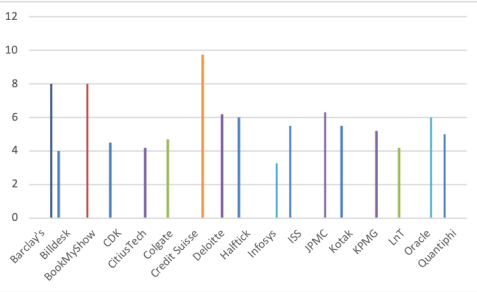 12
10
8
6
4
2
0
Barclay's
Billdesk
BookMyShow
CDK
CitiusTech
Colgate
Credit Suisse
Deloitte
Halftick
Infosys
ISS
JPMC
Kotak
KPMG
LnT
Oracle
Quantiphi